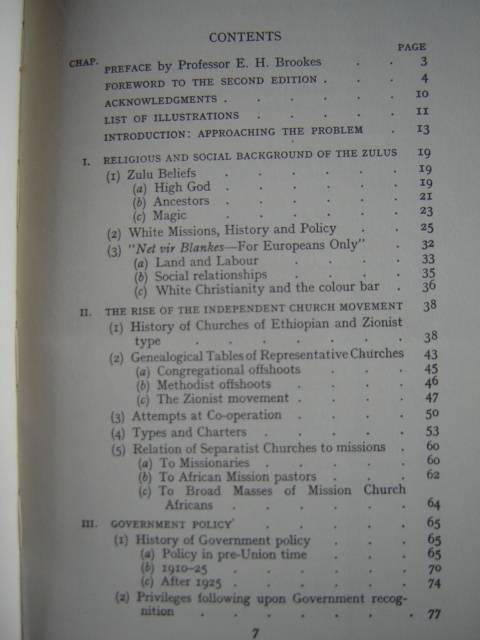 CONTENTS
CHAP. PAGE
PREFACE by Professor E. H. Brookes . . 3
FOREWORD TO THE SECOND EDITION . . . 4
ACKNOWLEDGMENTS . . . . . . 10
LIST OF ILLUSTRATIONS . . . . . 11
INTRODUCTION: APPROACHING THE PROBLEM . 13
I. RELIGIOUS AND SOCIAL BACKGROUND OF THE ZULUS 19
(1) Zulu Beliefs . . . . . . 19
(a) High God . . . . . . 19
(b) Ancestors . . . . . . 21
(c) Magic . . . . . . 23
(2) White Missions, History and Policy . . 25
(3) "Net vir Blankes—For Europeans Only" . 32
(a) Land and Labour . . . . 33
(b) Social relationships . . . . 35
(c) White Christianity and the colour bar . 36
II. THE RISE OF THE INDEPENDENT CHURCH MOVEMENT 38
(1) History of Churches of Ethiopian and Zionist
type . . . . . . . 38
(2) Genealogical Tables of Representative Churches 43
(a) Congregational offshoots . . . 45
(b) Methodist offshoots . . . . 46
(c) The Zionist movement . . . . 47
(3) Attempts at Co-operation . . . . 50
(4) Types and Charters . . . . . 53
(5) Relation of Separatist Churches to missions . 60
(a) To Missionaries . . . . . 60
(b) To African Mission pastors . . . 62
(c) To Broad Masses of Mission Church
Africans . . . . . . 64
III. GOVERNMENT POLICY . . . . . 65
(1) History of Government policy . . . 65
(a) Policy in pre-Union time . . . 65
(b) 1910-25 . . . . . . 70
(c) After 1925 . . . . . . 74
(2) Privileges following upon Government recog-
nition . . . . . . . 77
7